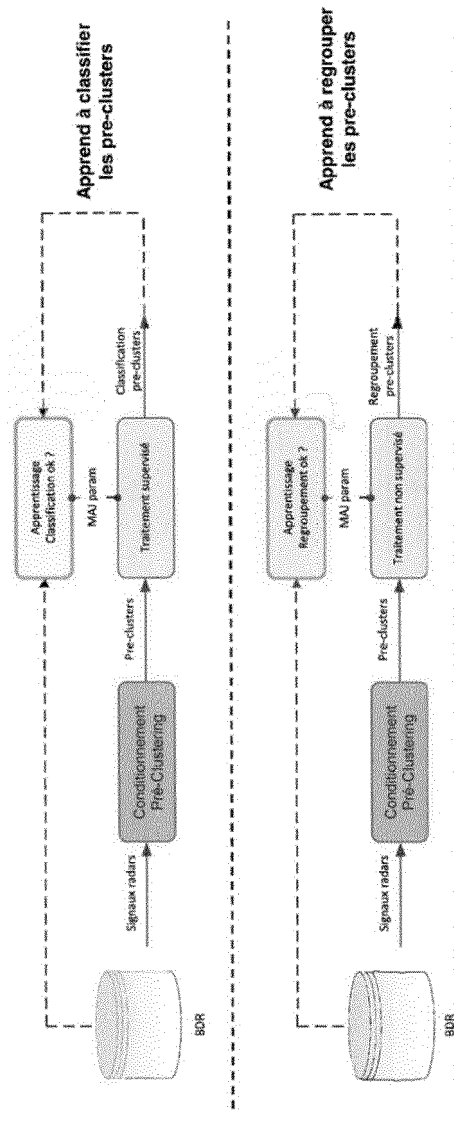 Apprend à classifier
les pre-clusters
Apprentissage
Classification ok ?
MAJ param
Classification
pre-clusters
Traitement supervisé
Pre-clusters
Conditionnement
Pré-Clustering
Signaux radars
BDR
Apprend à regrouper
les pre-clusters
Apprentissage
Regroupement ok ?
MAJ param
Regroupement
pre-clusters
Traitement non supervisé
Pre-clusters
Conditionnement
Pré-Clustering
Signaux radars
BDR